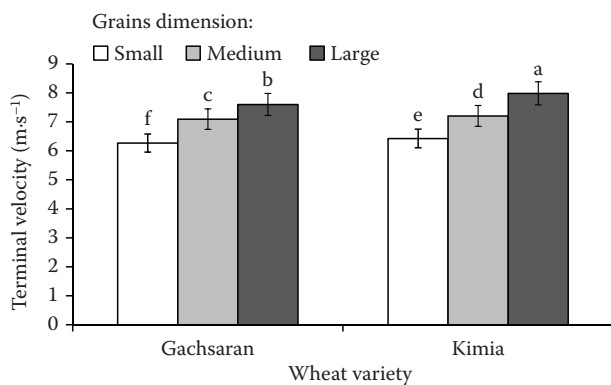 Grains dimension:
Small Medium Large
9
8
7
6
5
4
3
2
1
0
Terminal velocity (m·s⁻¹)
f c b e d a
Gachsaran Kimia
Wheat variety